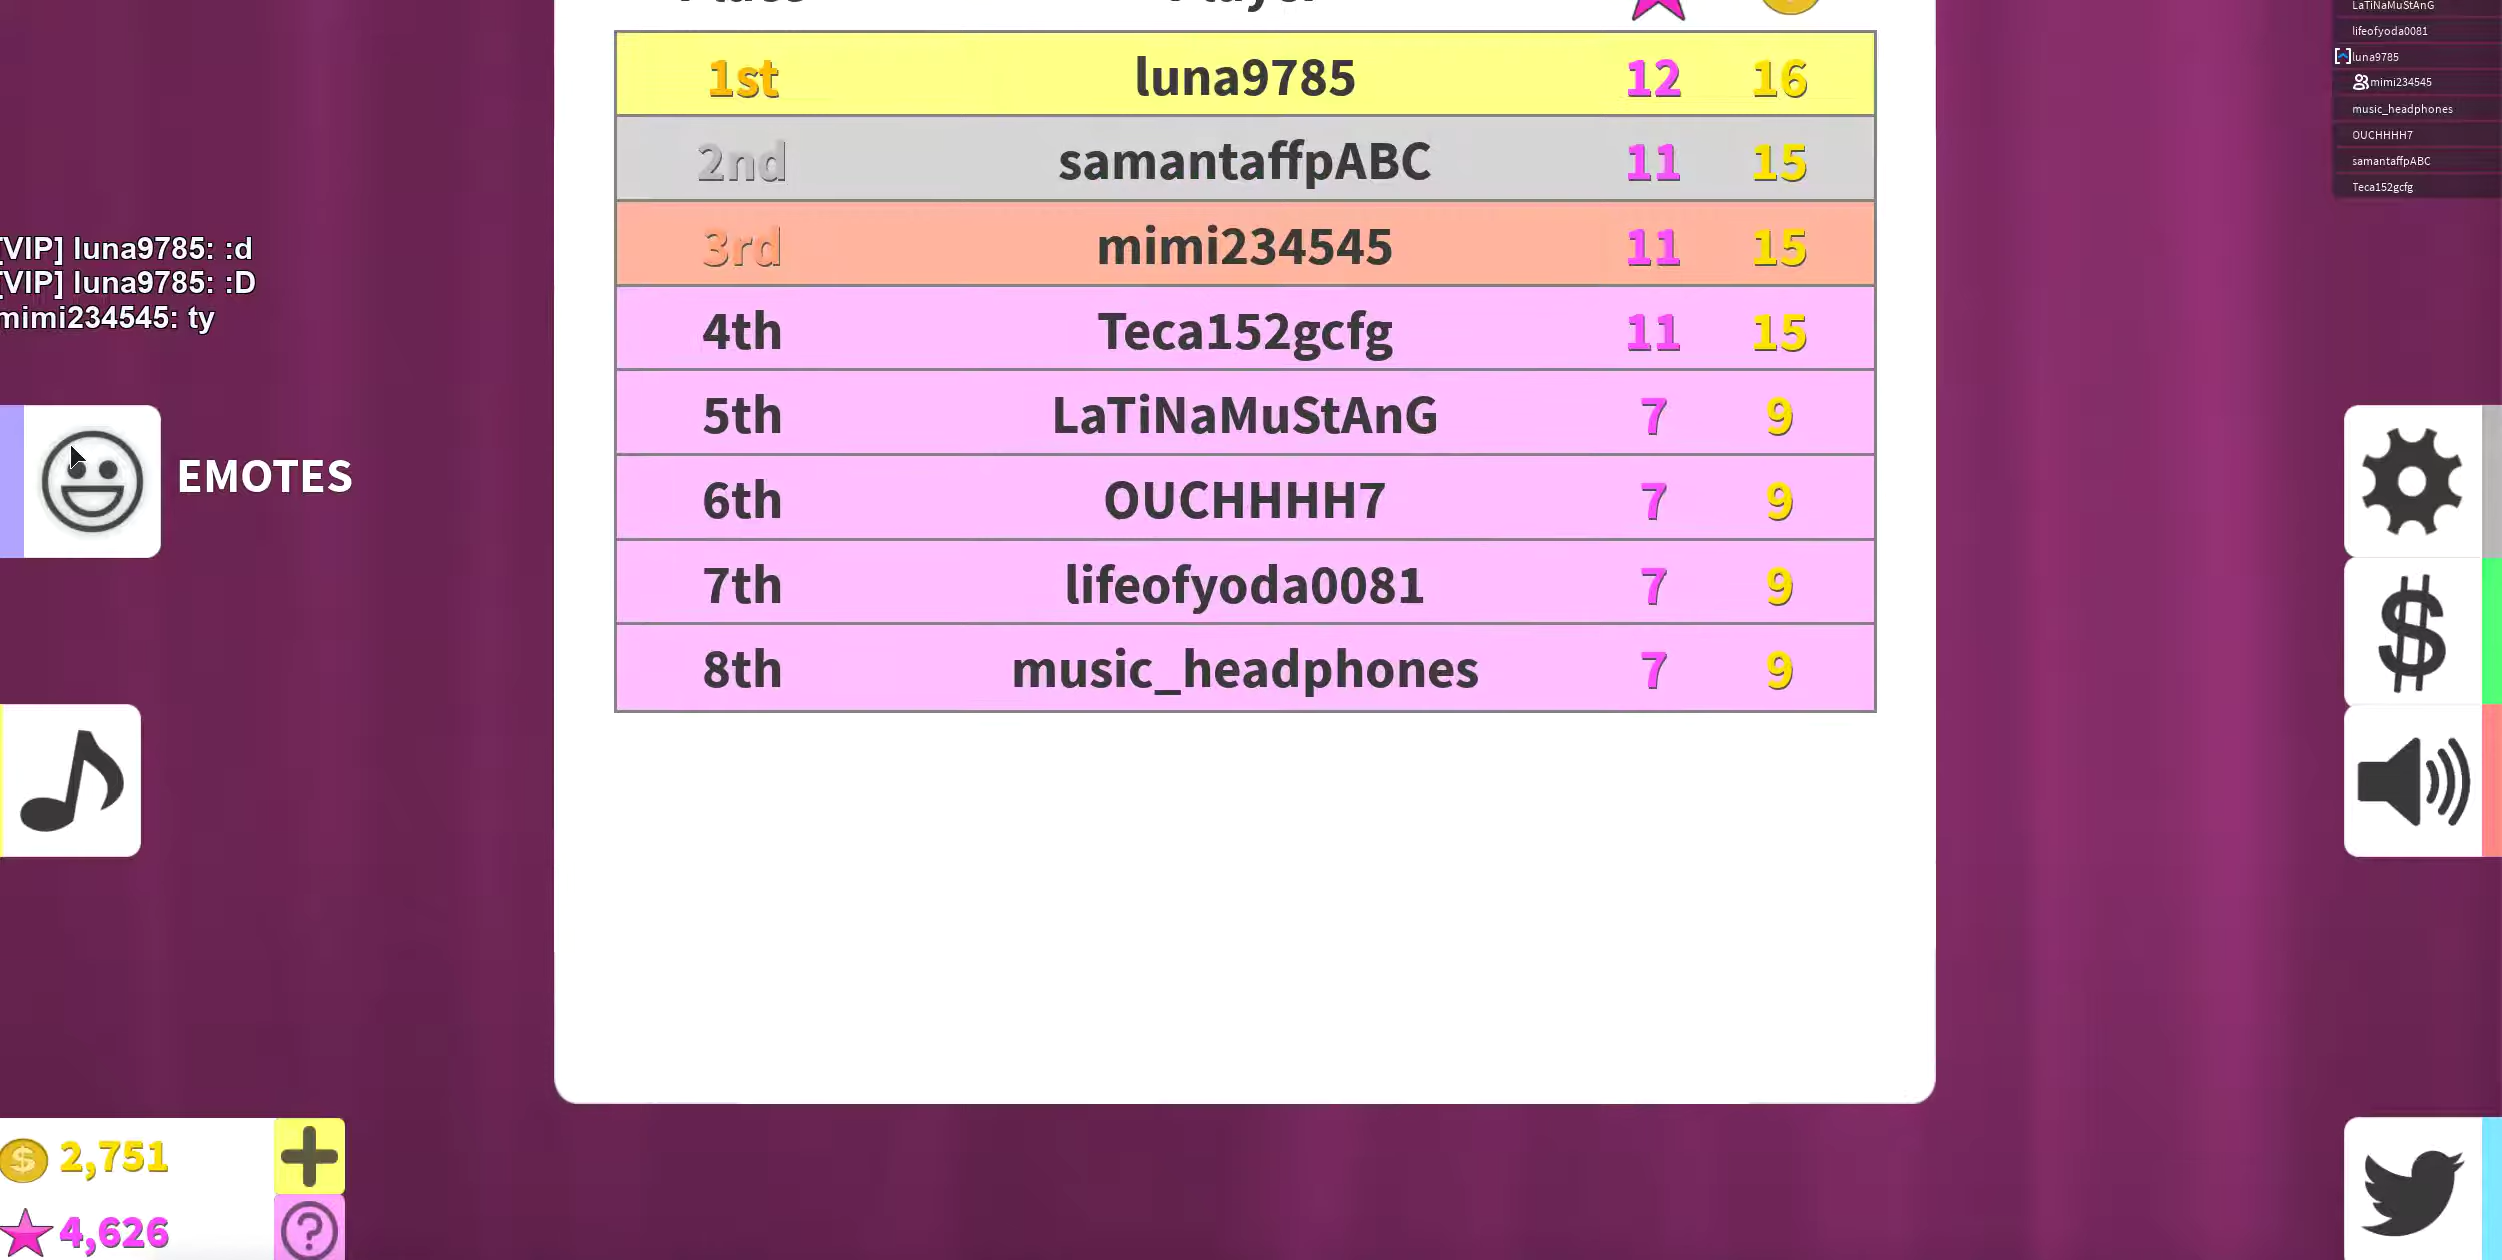 Place Player
1st luna9785 12 16
2nd samantaffpABC 11 15
3rd mimi234545 11 15
4th Teca152gcfg 11 15
5th LaTiNaMuStAnG 7 9
6th OUCHHHH7 7 9
7th lifeofyoda0081 7 9
8th music_headphones 7 9
[VIP] luna9785: :d
[VIP] luna9785: :D
mimi234545: ty
EMOTES
$ 2,751 +
4,626 ?
LaTiNaMuStAnG
lifeofyoda0081
luna9785
mimi234545
music_headphones
OUCHHHH7
samantaffpABC
Teca152gcfg
$